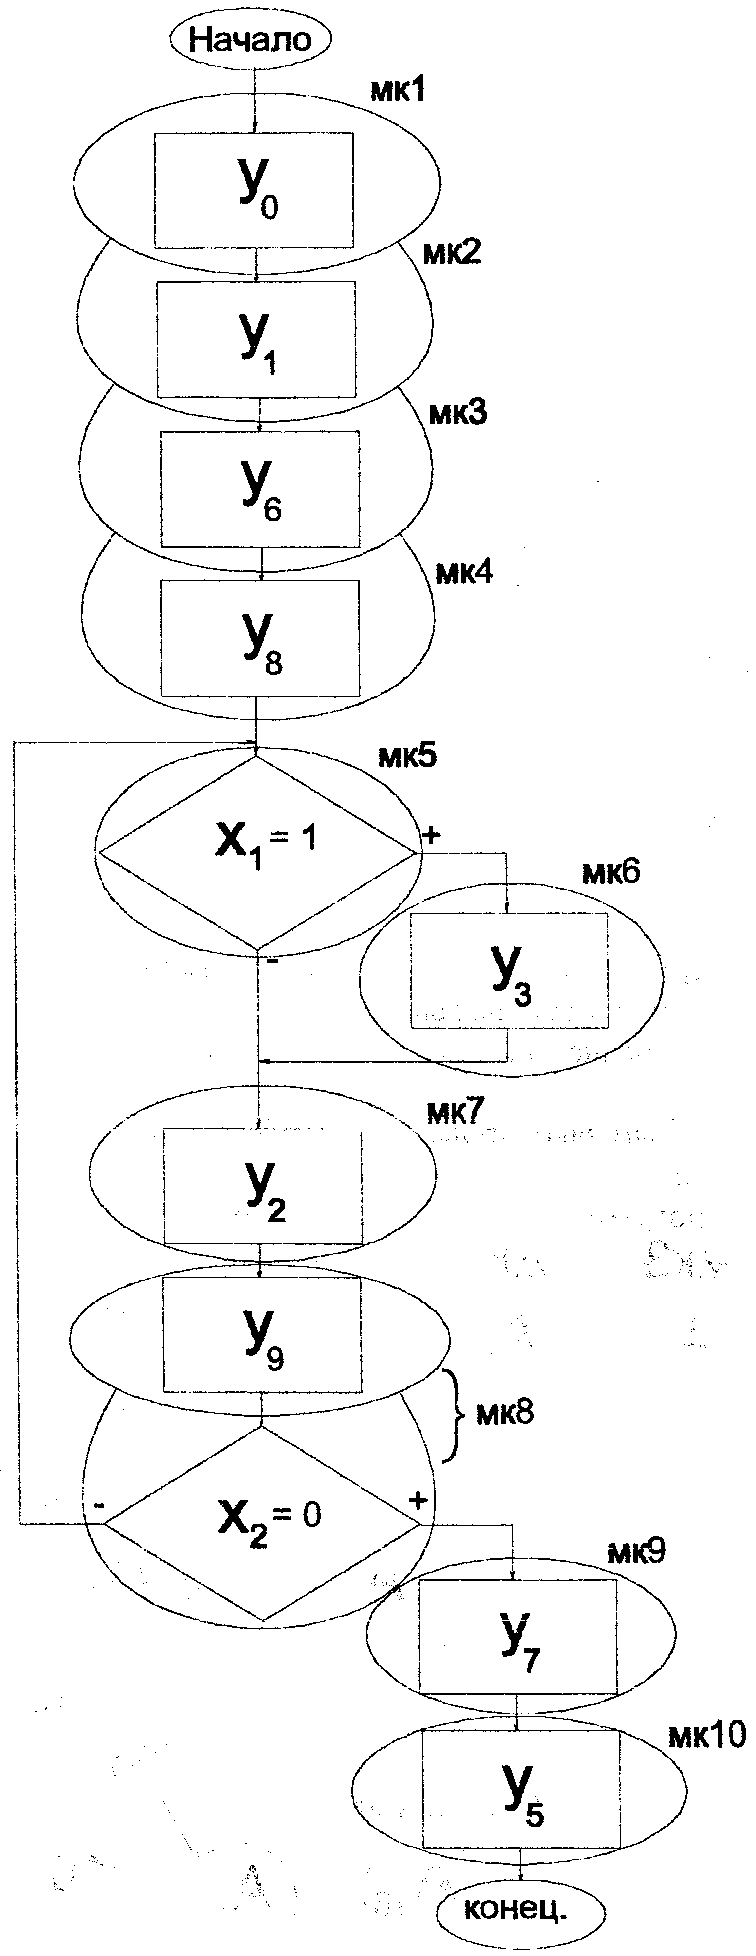 Начало
мк1
y0
мк2
y1
мк3
y6
мк4
y8
мк5
x1 = 1
+
-
мк6
y3
мк7
y2
y9
мк8
-
x2 = 0
+
мк9
y7
мк10
y5
конец.